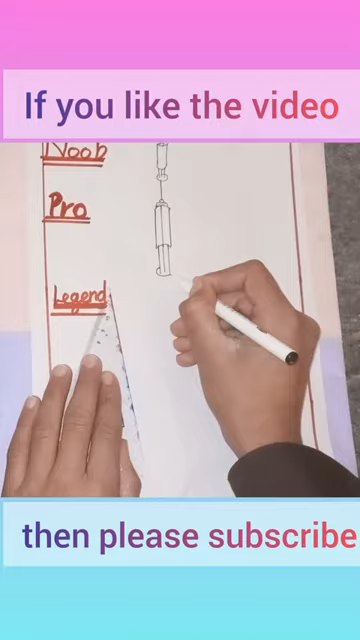 If you like the video
Noob
Pro
Legend
then please subscribe